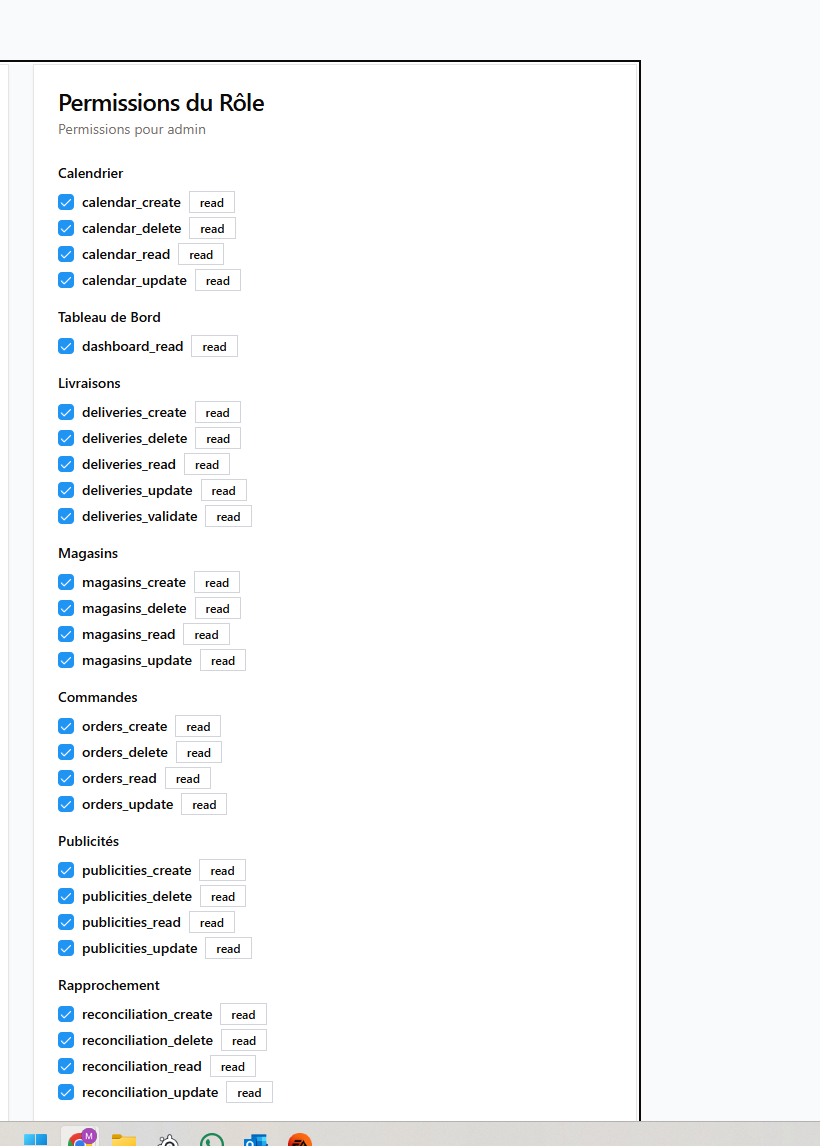 Permissions du Rôle
Permissions pour admin
Calendrier
calendar_create read
calendar_delete read
calendar_read read
calendar_update read
Tableau de Bord
dashboard_read read
Livraisons
deliveries_create read
deliveries_delete read
deliveries_read read
deliveries_update read
deliveries_validate read
Magasins
magasins_create read
magasins_delete read
magasins_read read
magasins_update read
Commandes
orders_create read
orders_delete read
orders_read read
orders_update read
Publicités
publicities_create read
publicities_delete read
publicities_read read
publicities_update read
Rapprochement
reconciliation_create read
reconciliation_delete read
reconciliation_read read
reconciliation_update read
M